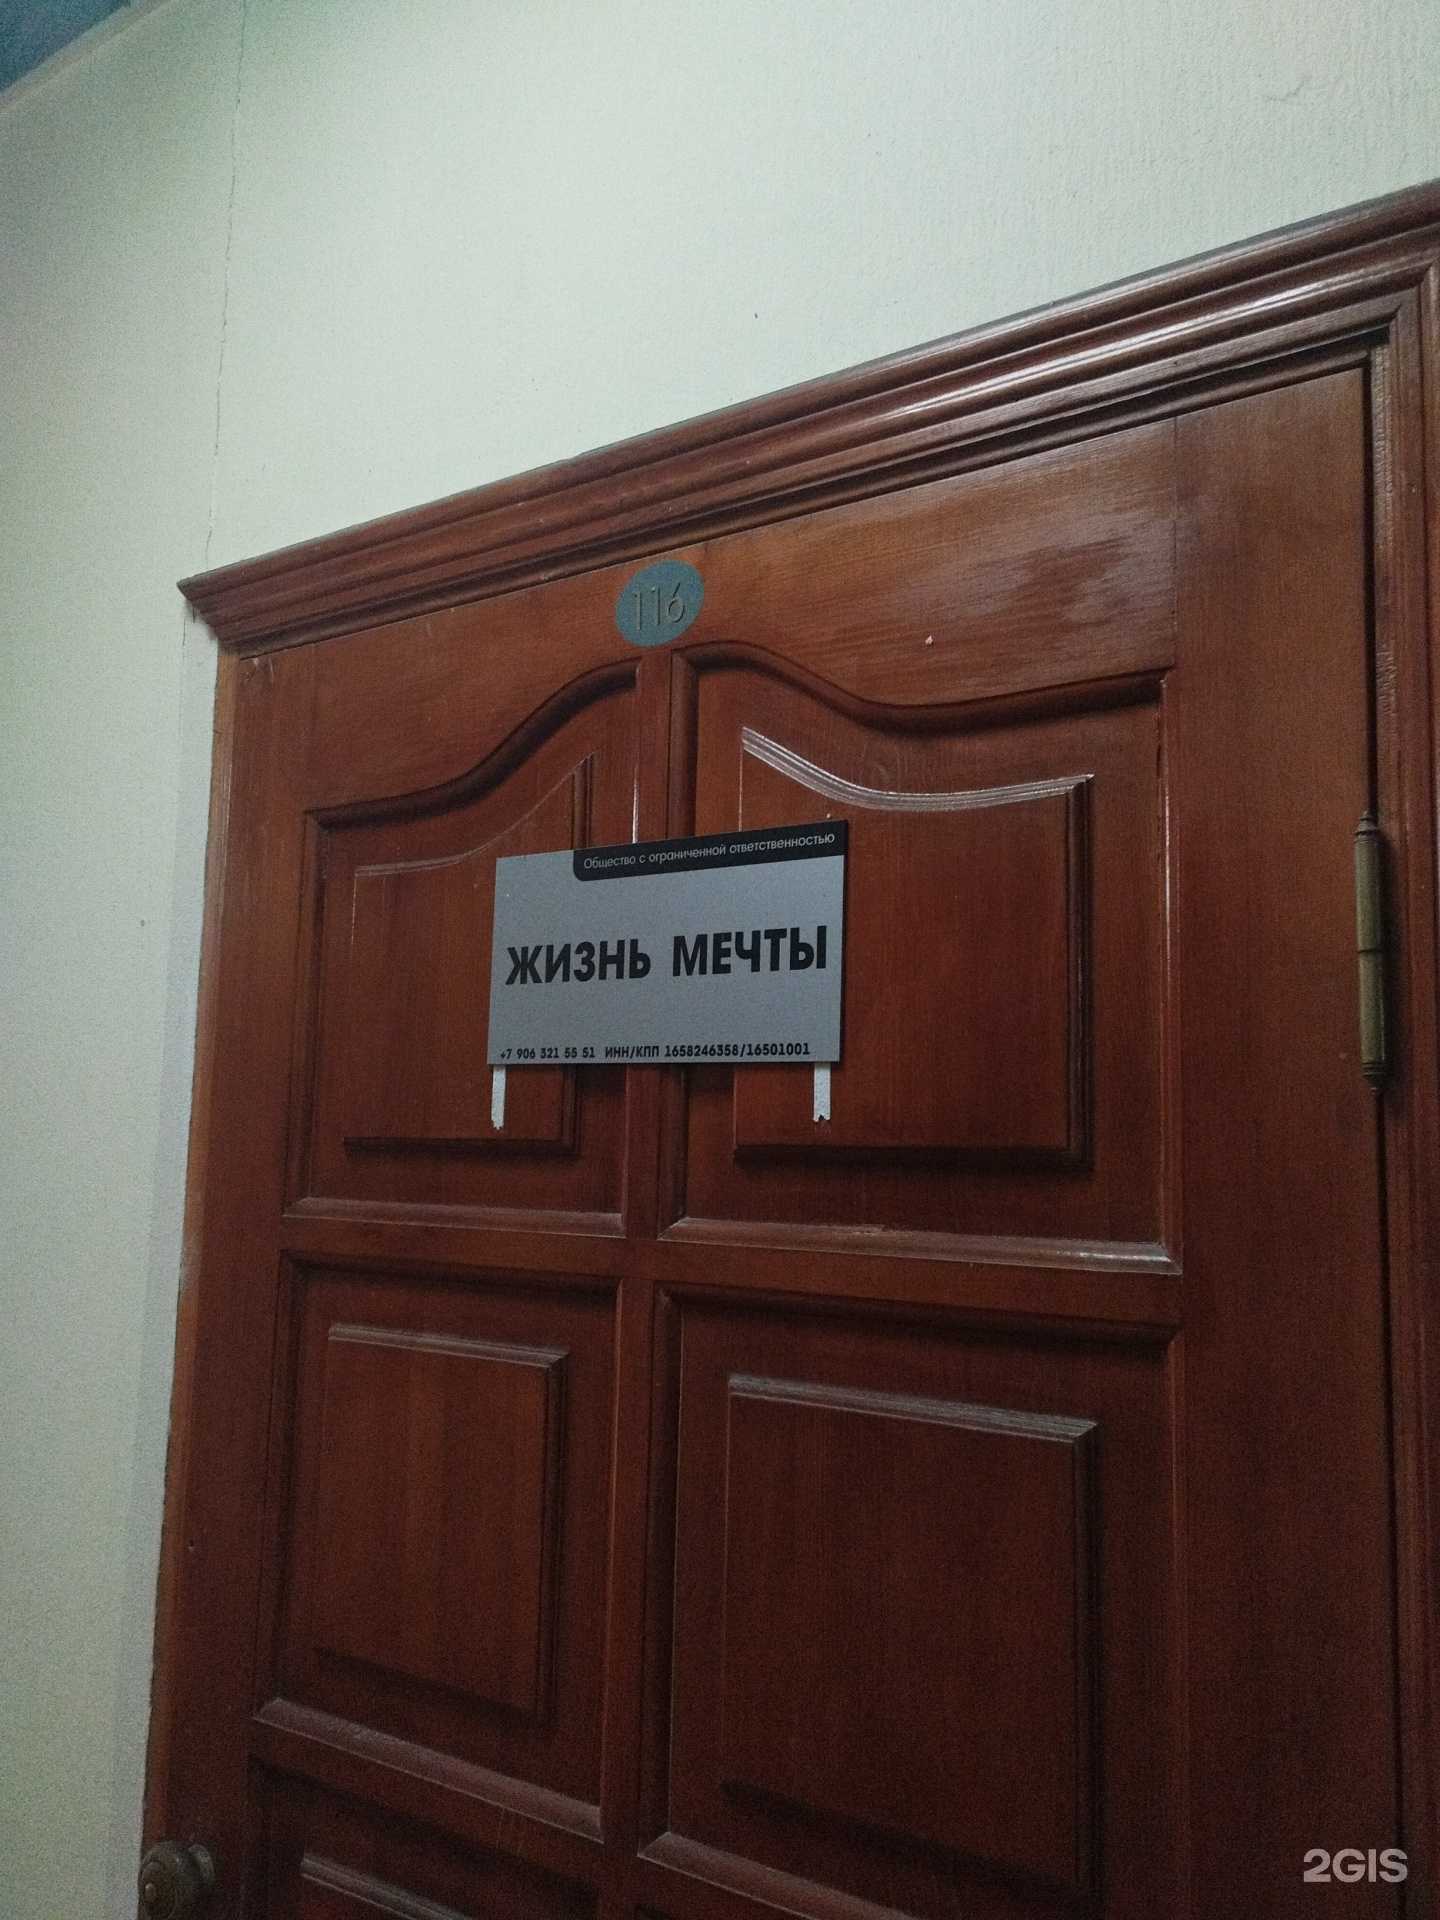 116
Общество с ограниченной ответственностью
ЖИЗНЬ МЕЧТЫ
+7 906 321 55 51 ИНН/КПП 1658246358/16501001
2GIS